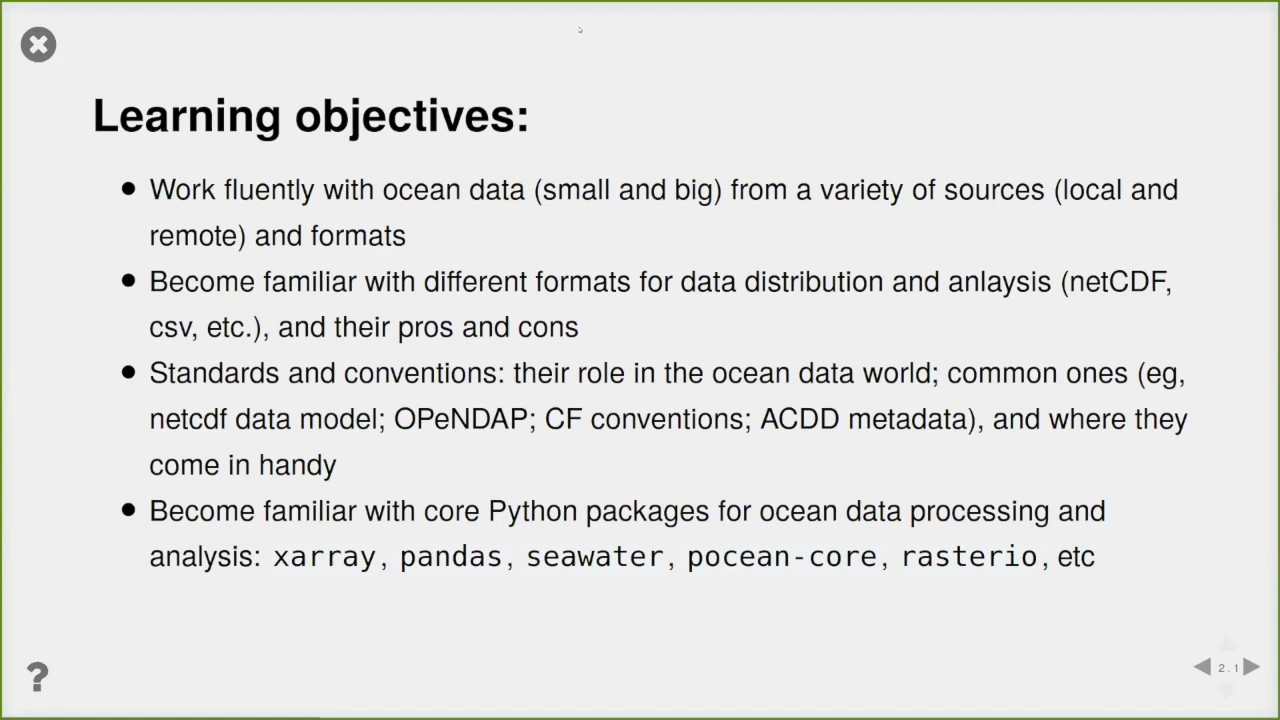 Learning objectives:
Work fluently with ocean data (small and big) from a variety of sources (local and
remote) and formats
Become familiar with different formats for data distribution and anlaysis (netCDF,
csv, etc.), and their pros and cons
Standards and conventions: their role in the ocean data world; common ones (eg,
netcdf data model; OPeNDAP; CF conventions; ACDD metadata), and where they
come in handy
Become familiar with core Python packages for ocean data processing and
analysis: xarray, pandas, seawater, pocean-core, rasterio, etc
?
2.1